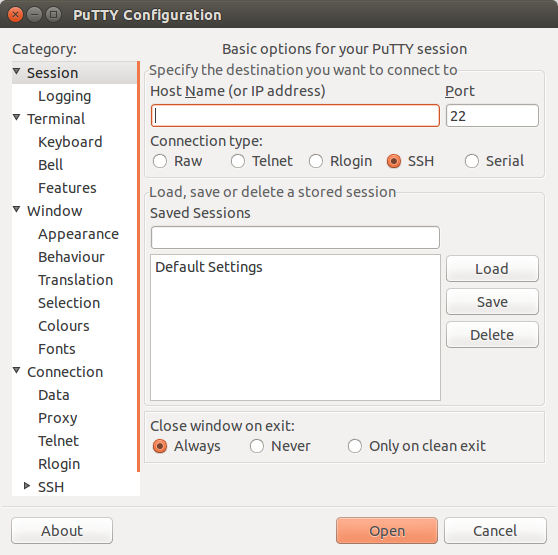 PuTTY Configuration
Category:
Session
Logging
Terminal
Keyboard
Bell
Features
Window
Appearance
Behaviour
Translation
Selection
Colours
Fonts
Connection
Data
Proxy
Telnet
Rlogin
SSH
Basic options for your PuTTY session
Specify the destination you want to connect to
Host Name (or IP address) Port
22
Connection type:
Raw Telnet Rlogin SSH Serial
Load, save or delete a stored session
Saved Sessions
Default Settings
Load
Save
Delete
Close window on exit:
Always Never Only on clean exit
About Open Cancel